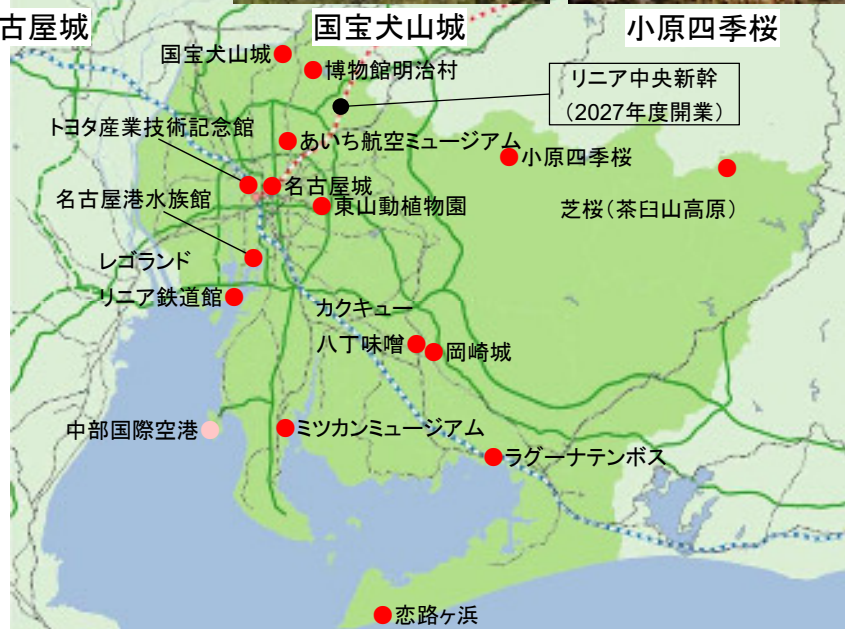 古屋城
国宝犬山城
小原四季桜
国宝犬山城
博物館明治村
リニア中央新幹
（2027年度開業）
トヨタ産業技術記念館
あいち航空ミュージアム
小原四季桜
名古屋城
名古屋港水族館
東山動植物園
芝桜（茶臼山高原）
レゴランド
リニア鉄道館
カクキュー
八丁味噌
岡崎城
中部国際空港
ミツカンミュージアム
ラグーナテンボス
恋路ヶ浜